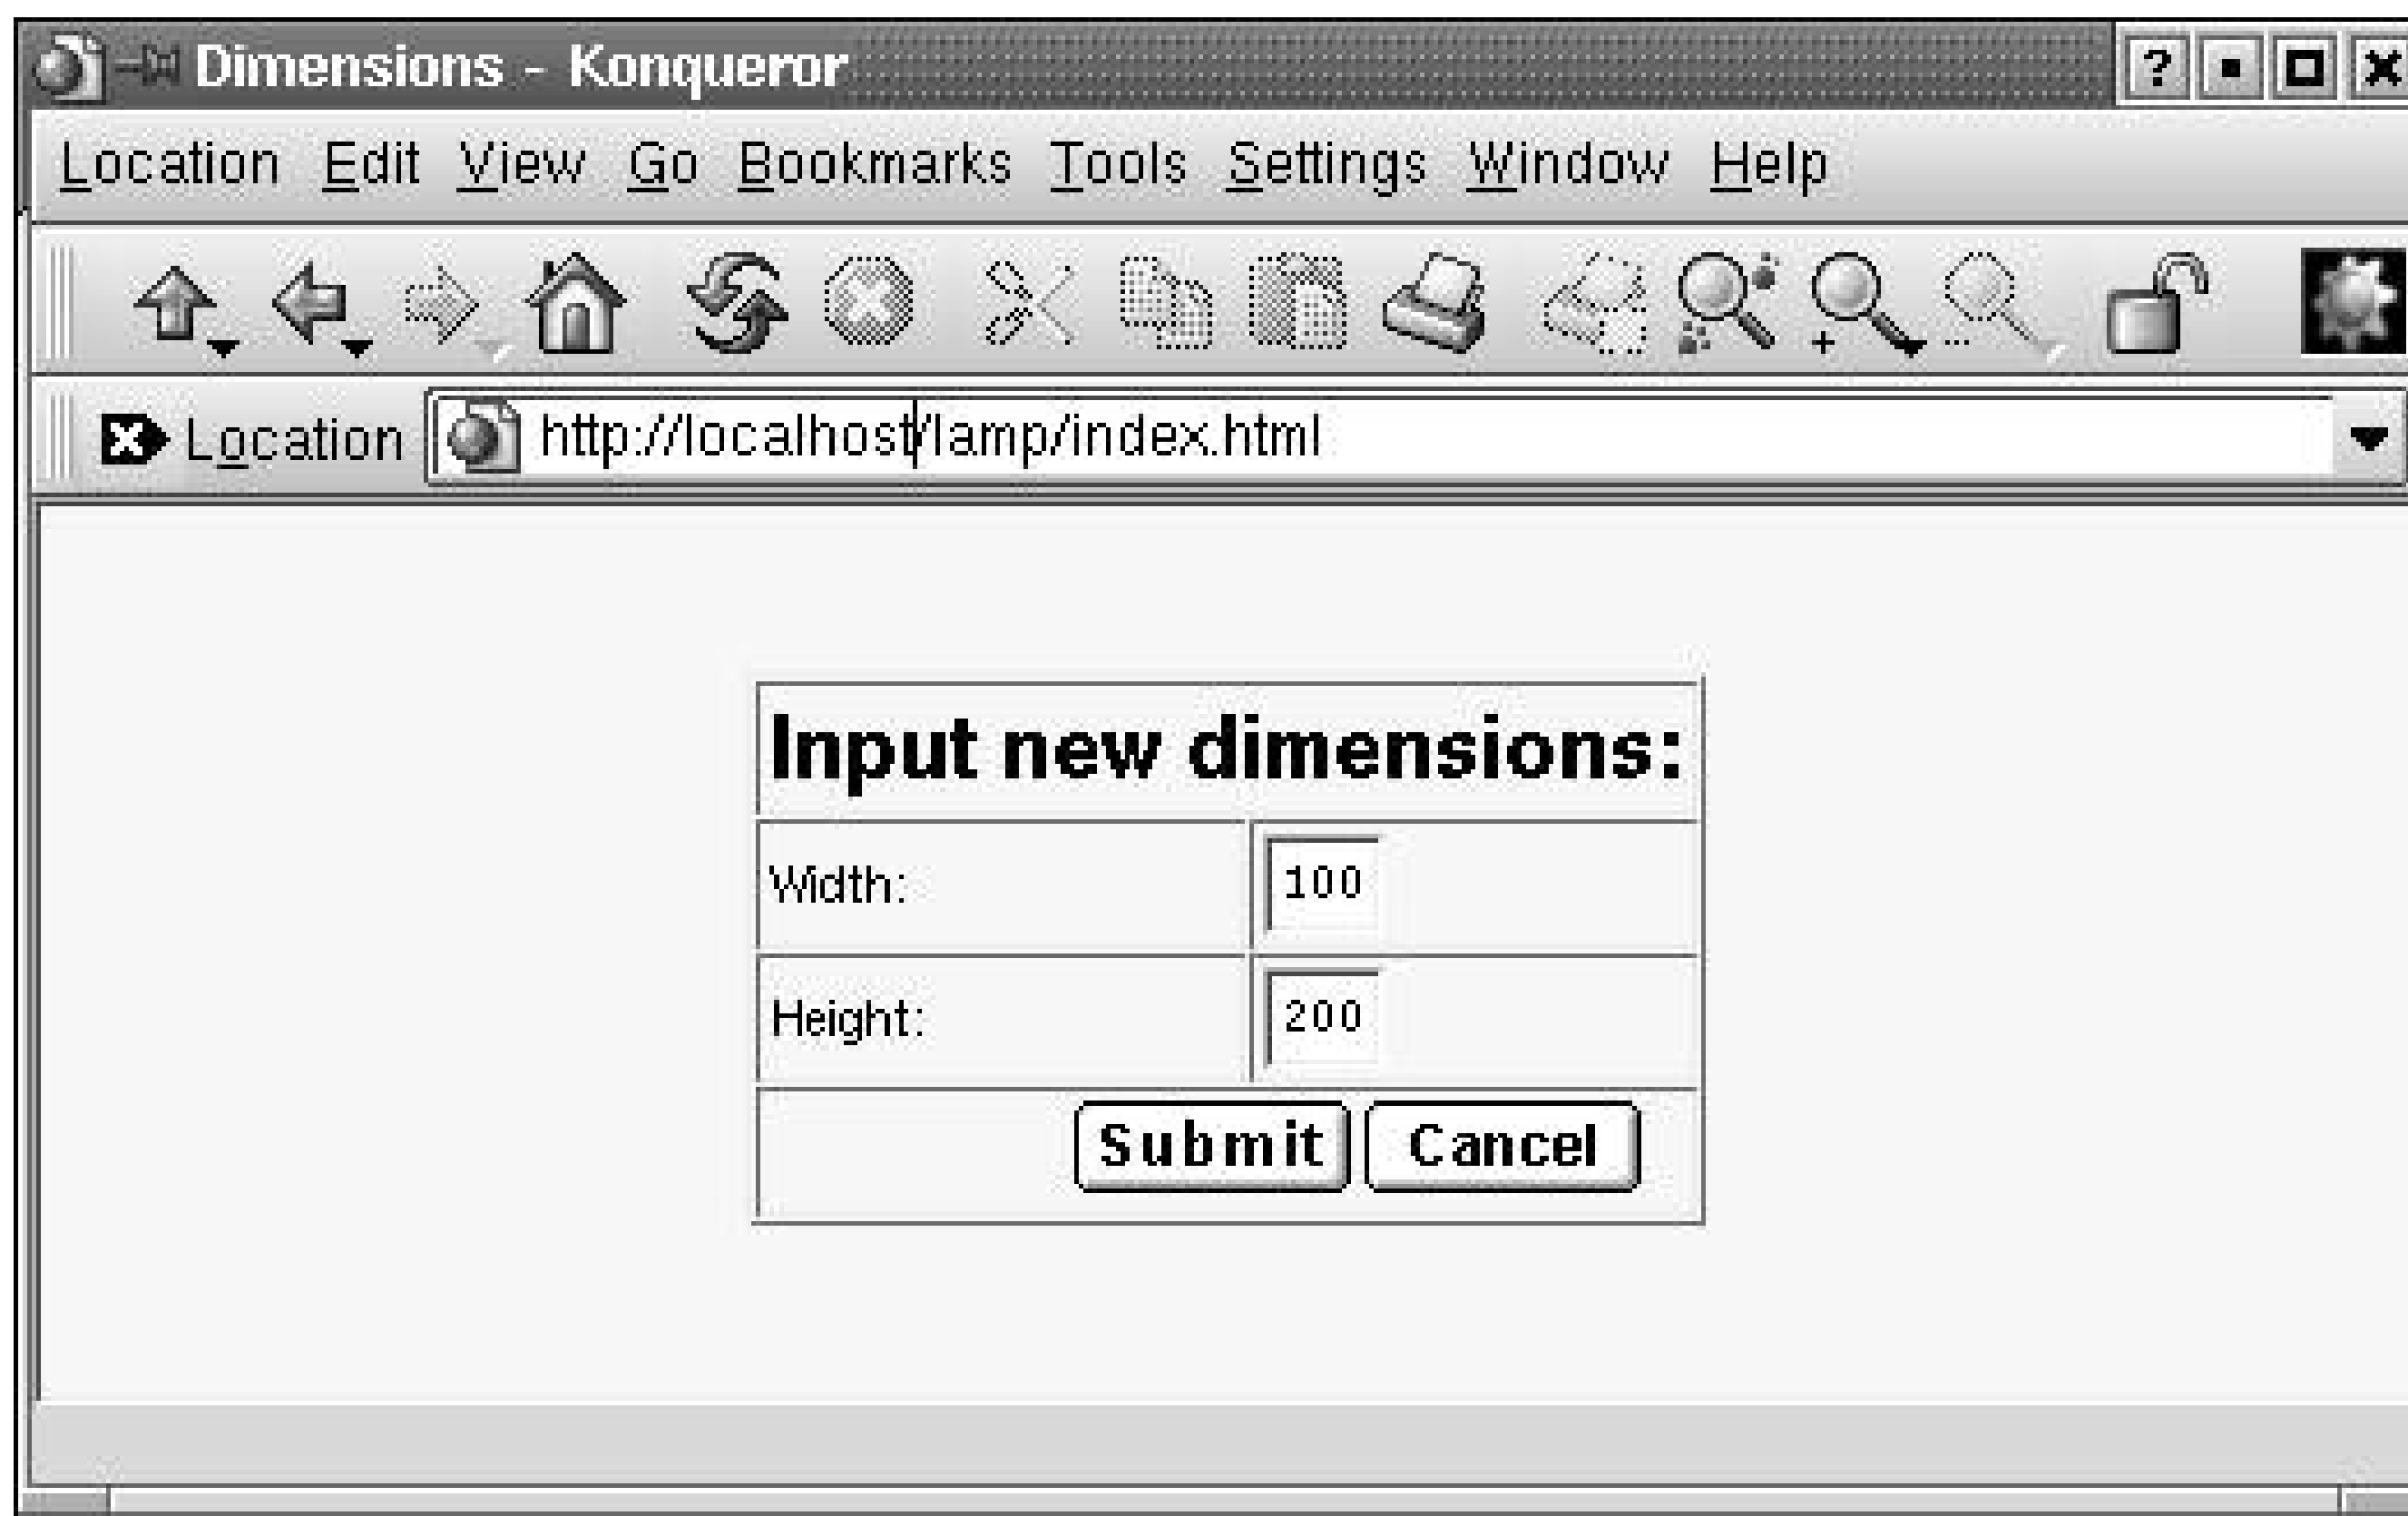 Dimensions - Konqueror
Location Edit View Go Bookmarks Tools Settings Window Help
Location http://localhost/lamp/index.html
Input new dimensions:
Width: 100
Height: 200
Submit Cancel